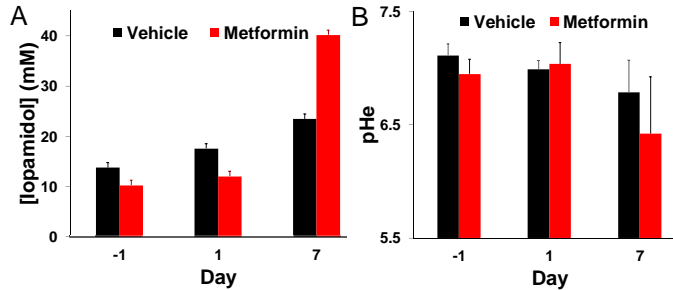 A
Vehicle Metformin
[Iopamidol] (mM)
40
30
20
10
0
-1 1 7
Day
B
Vehicle Metformin
pHe
7.5
6.5
5.5
-1 1 7
Day